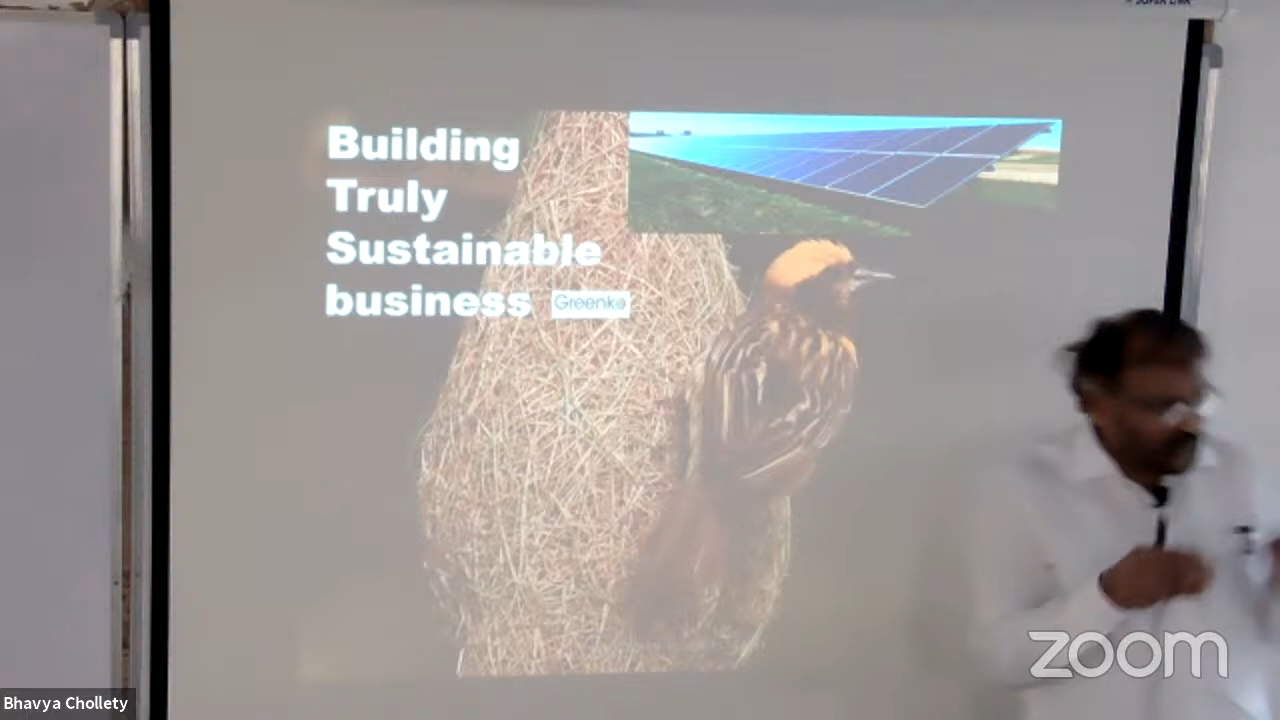 Building
Truly
Sustainable
business
Greenko
zoom
Bhavya Chollety